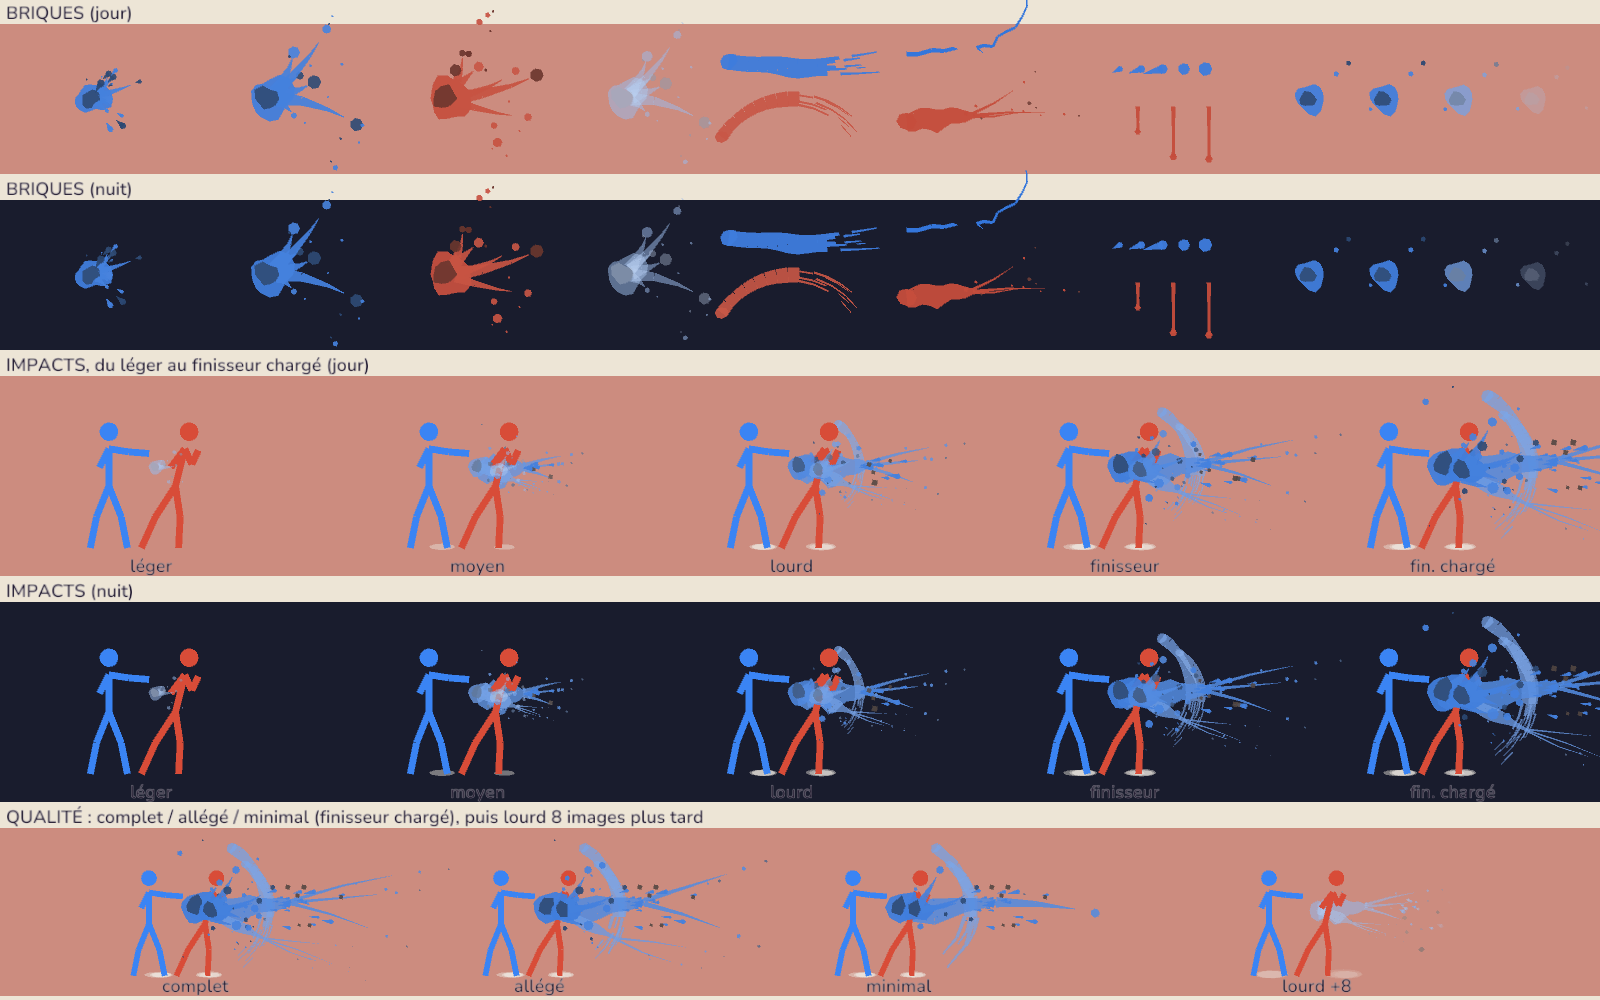 BRIQUES (jour)
BRIQUES (nuit)
IMPACTS, du léger au finisseur chargé (jour)
léger
moyen
lourd
finisseur
fin. chargé
IMPACTS (nuit)
léger
moyen
lourd
finisseur
fin. chargé
QUALITÉ : complet / allégé / minimal (finisseur chargé), puis lourd 8 images plus tard
complet
allégé
minimal
lourd +8